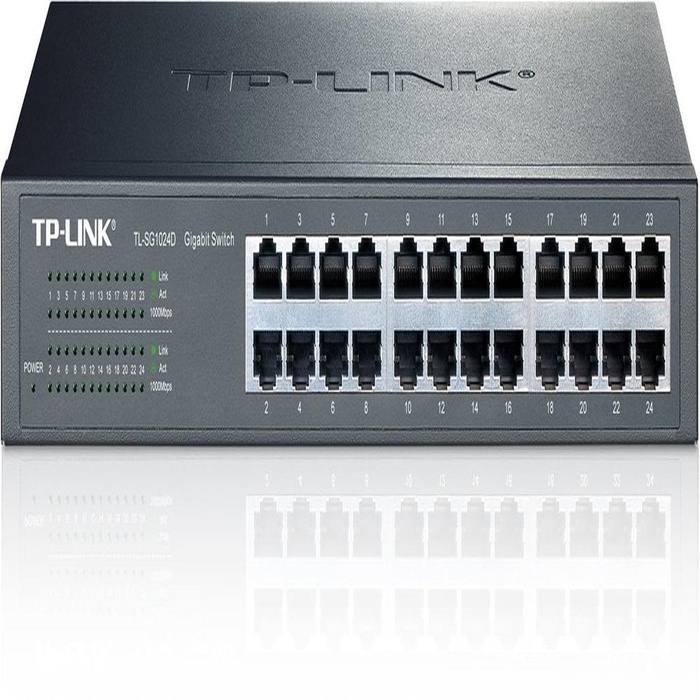 TP-LINK®
TP-LINK® TL-SG1024D Gigabit Switch
1 3 5 7 9 11 13 15 17 19 21 23
Link
1 3 5 7 9 11 13 15 17 19 21 23 Act
1000Mbps
Link
POWER 2 4 6 8 10 12 14 16 18 20 22 24 Act
1000Mbps
2 4 6 8 10 12 14 16 18 20 22 24